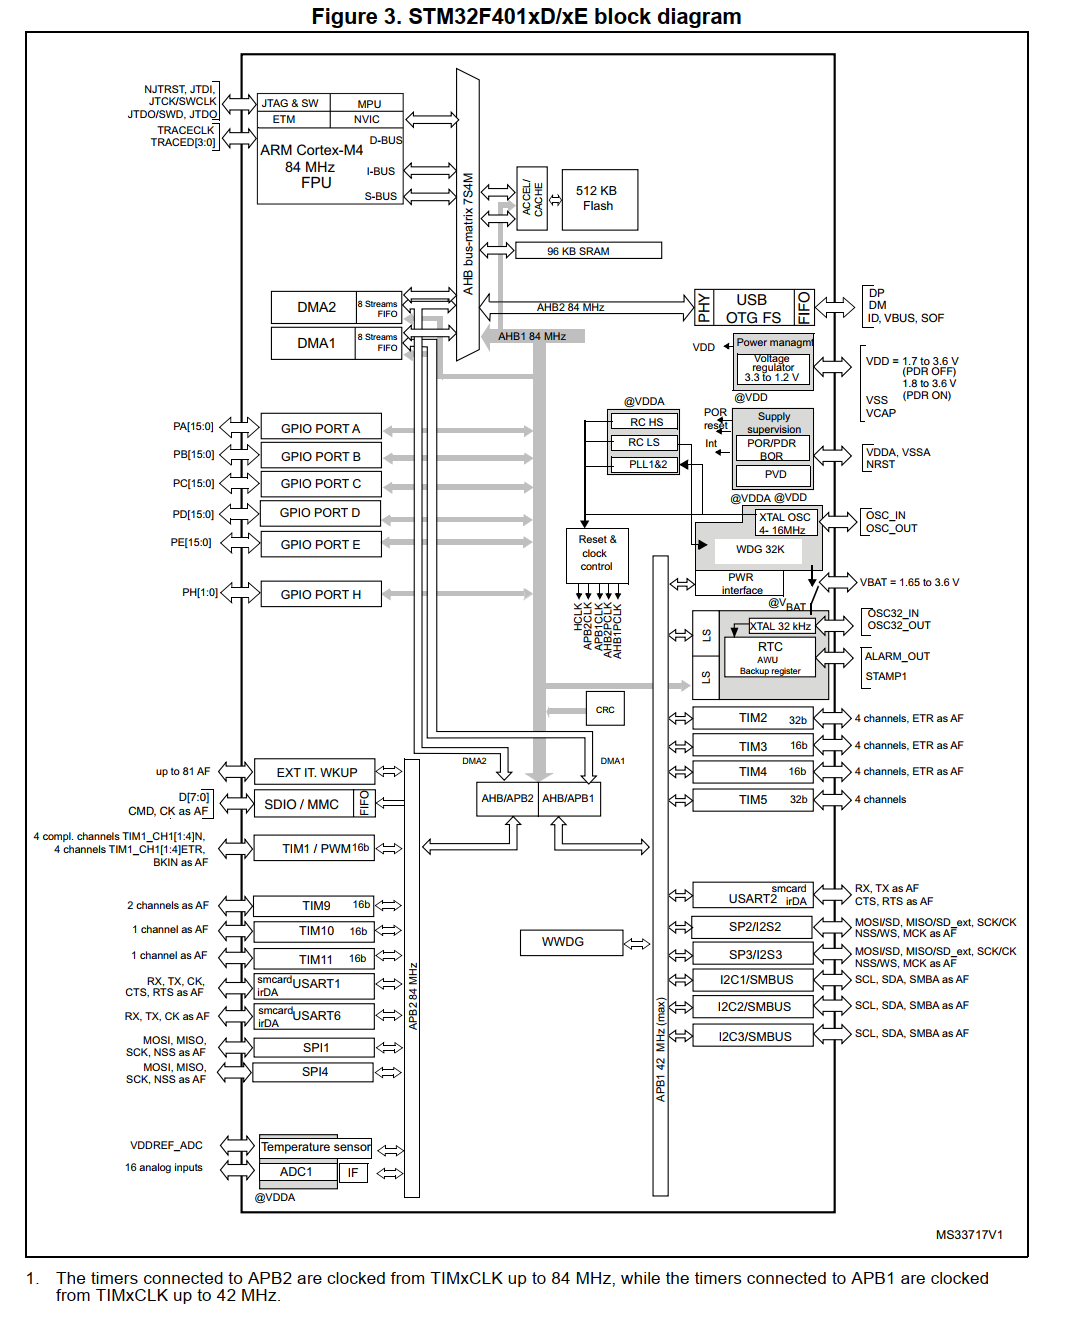 Figure 3. STM32F401xD/xE block diagram
NJTRST, JTDI,
JTCK/SWCLK
JTDO/SWD, JTDO
TRACECLK
TRACED[3:0]
JTAG & SW
MPU
ETM
NVIC
D-BUS
ARM Cortex-M4
84 MHz
FPU
I-BUS
S-BUS
AHB bus-matrix 7S4M
ACCEL/
CACHE
512 KB
Flash
96 KB SRAM
DMA2
8 Streams
FIFO
DMA1
8 Streams
FIFO
AHB2 84 MHz
AHB1 84 MHz
PHY
USB
OTG FS
FIFO
DP
DM
ID, VBUS, SOF
VDD
Power managmt
Voltage
regulator
3.3 to 1.2 V
@VDD
VDD = 1.7 to 3.6 V
(PDR OFF)
1.8 to 3.6 V
(PDR ON)
VSS
VCAP
@VDDA
RC HS
RC LS
PLL1&2
POR
reset
Int
Supply
supervision
POR/PDR
BOR
PVD
@VDDA @VDD
VDDA, VSSA
NRST
PA[15:0]
GPIO PORT A
PB[15:0]
GPIO PORT B
PC[15:0]
GPIO PORT C
PD[15:0]
GPIO PORT D
PE[15:0]
GPIO PORT E
PH[1:0]
GPIO PORT H
XTAL OSC
4- 16MHz
WDG 32K
OSC_IN
OSC_OUT
Reset &
clock
control
HCLK
APB2CLK
APB1CLK
AHB2PCLK
AHB1PCLK
PWR
interface
VBAT = 1.65 to 3.6 V
@VBAT
LS
LS
XTAL 32 kHz
RTC
AWU
Backup register
OSC32_IN
OSC32_OUT
ALARM_OUT
STAMP1
CRC
TIM2
32b
4 channels, ETR as AF
TIM3
16b
4 channels, ETR as AF
TIM4
16b
4 channels, ETR as AF
TIM5
32b
4 channels
DMA2
DMA1
AHB/APB2
AHB/APB1
up to 81 AF
EXT IT. WKUP
D[7:0]
CMD, CK as AF
SDIO / MMC
FIFO
4 compl. channels TIM1_CH1[1:4]N,
4 channels TIM1_CH1[1:4]ETR,
BKIN as AF
TIM1 / PWM
16b
2 channels as AF
TIM9
16b
1 channel as AF
TIM10
16b
1 channel as AF
TIM11
16b
RX, TX, CK,
CTS, RTS as AF
smcard
irDA
USART1
RX, TX, CK as AF
smcard
irDA
USART6
MOSI, MISO,
SCK, NSS as AF
SPI1
MOSI, MISO,
SCK, NSS as AF
SPI4
VDDREF_ADC
Temperature sensor
16 analog inputs
ADC1
IF
@VDDA
APB2 84 MHz
WWDG
APB1 42 MHz (max)
USART2
smcard
irDA
RX, TX as AF
CTS, RTS as AF
SP2/I2S2
MOSI/SD, MISO/SD_ext, SCK/CK
NSS/WS, MCK as AF
SP3/I2S3
MOSI/SD, MISO/SD_ext, SCK/CK
NSS/WS, MCK as AF
I2C1/SMBUS
SCL, SDA, SMBA as AF
I2C2/SMBUS
SCL, SDA, SMBA as AF
I2C3/SMBUS
SCL, SDA, SMBA as AF
MS33717V1
1. The timers connected to APB2 are clocked from TIMxCLK up to 84 MHz, while the timers connected to APB1 are clocked
from TIMxCLK up to 42 MHz.